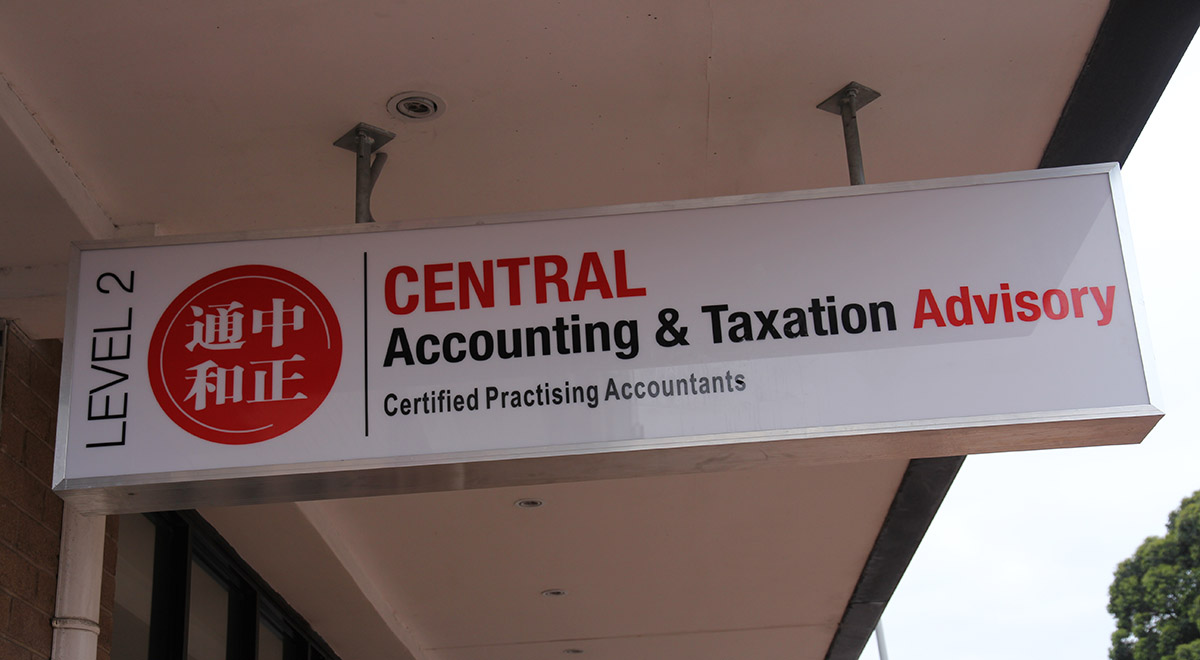 LEVEL 2
中正
通和
CENTRAL
Accounting & Taxation Advisory
Certified Practising Accountants